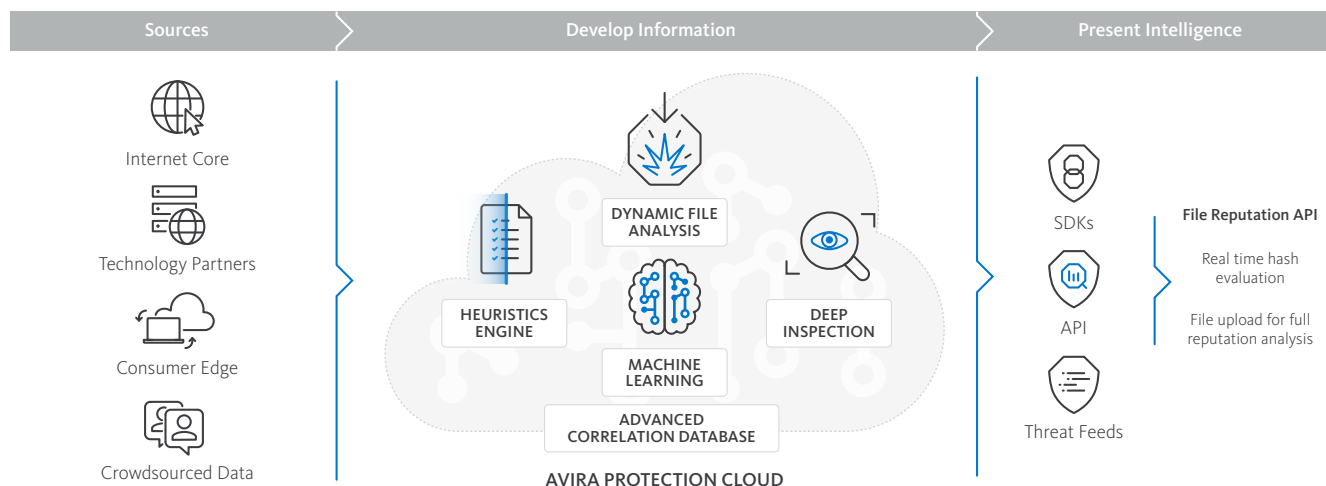 Sources
Develop Information
Present Intelligence
Internet Core
Technology Partners
Consumer Edge
Crowdsourced Data
DYNAMIC FILE
ANALYSIS
HEURISTICS
ENGINE
DEEP
INSPECTION
MACHINE
LEARNING
ADVANCED
CORRELATION DATABASE
AVIRA PROTECTION CLOUD
SDKs
API
Threat Feeds
File Reputation API
Real time hash
evaluation
File upload for full
reputation analysis